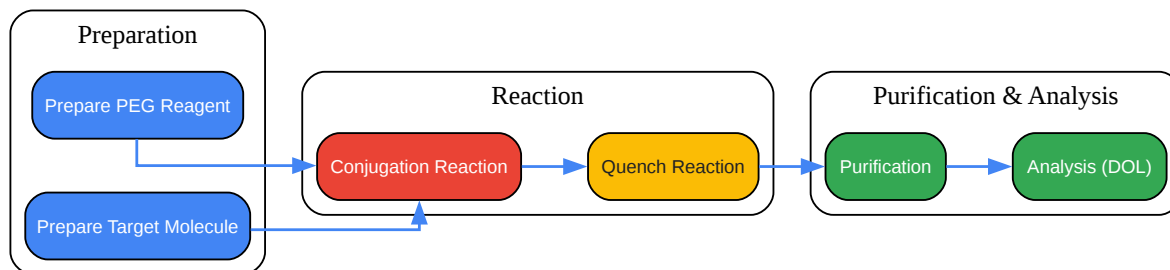 Preparation
Prepare PEG Reagent
Prepare Target Molecule
Reaction
Conjugation Reaction
Quench Reaction
Purification & Analysis
Purification
Analysis (DOL)